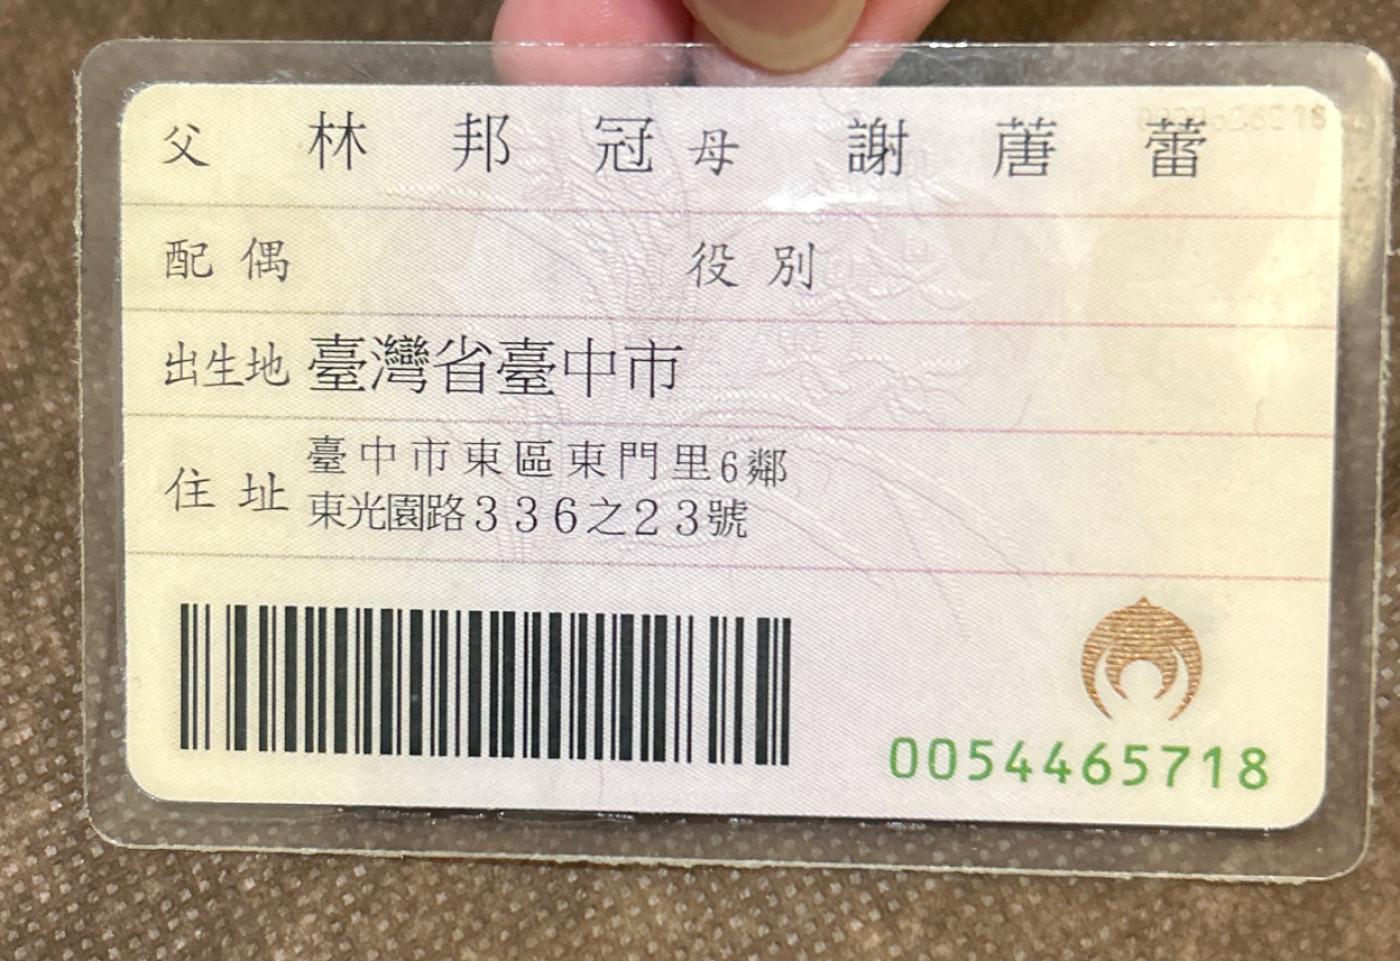 父 林邦冠 母 謝蓎蕾
配偶 役別
出生地 臺灣省臺中市
住址 臺中市東區東門里6鄰
東光園路336之23號
0054465718